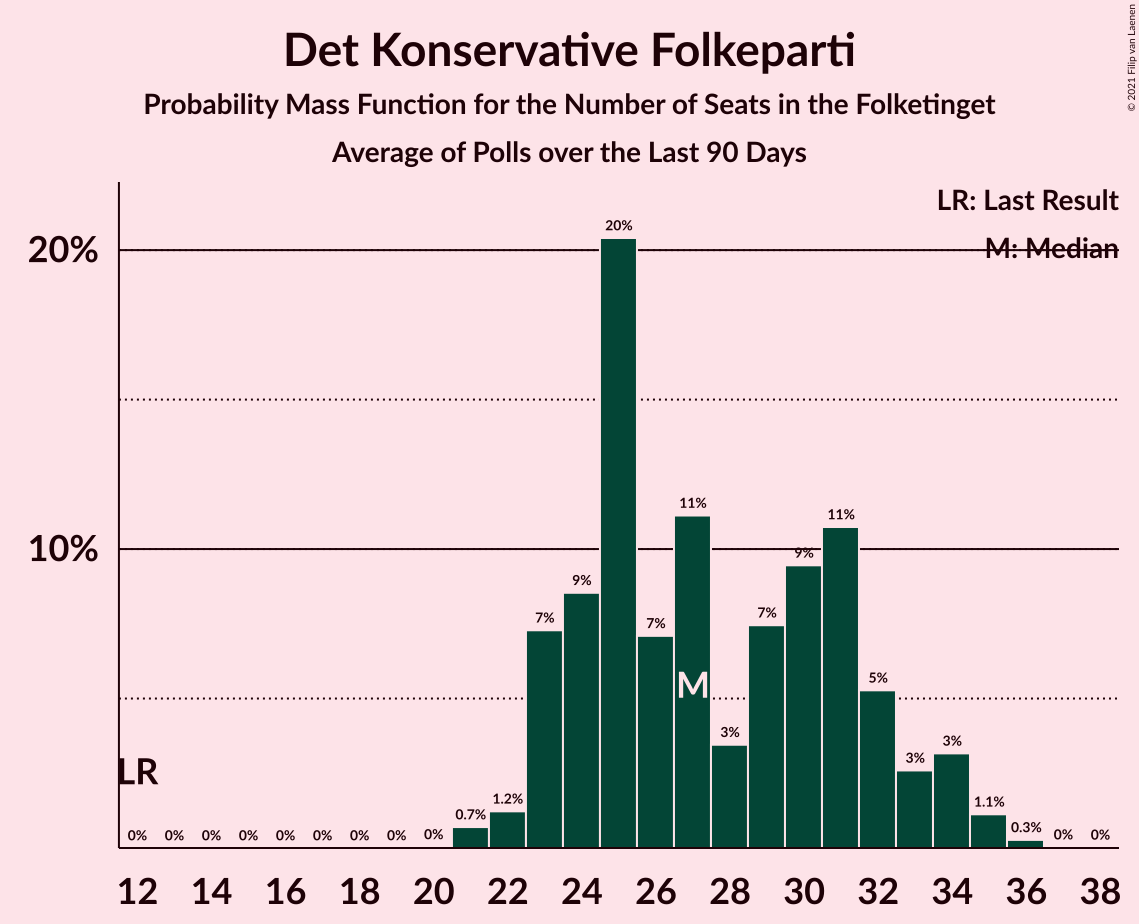 Det Konservative Folkeparti
Probability Mass Function for the Number of Seats in the Folketinget
Average of Polls over the Last 90 Days
© 2021 Filip van Laenen
LR: Last Result
M: Median
20%
10%
0% 0% 0% 0% 0% 0% 0% 0% 0% 0.7% 1.2% 7% 9% 20% 7% 11% 3% 7% 9% 11% 5% 3% 3% 1.1% 0.3% 0% 0%
M
LR
12 14 16 18 20 22 24 26 28 30 32 34 36 38